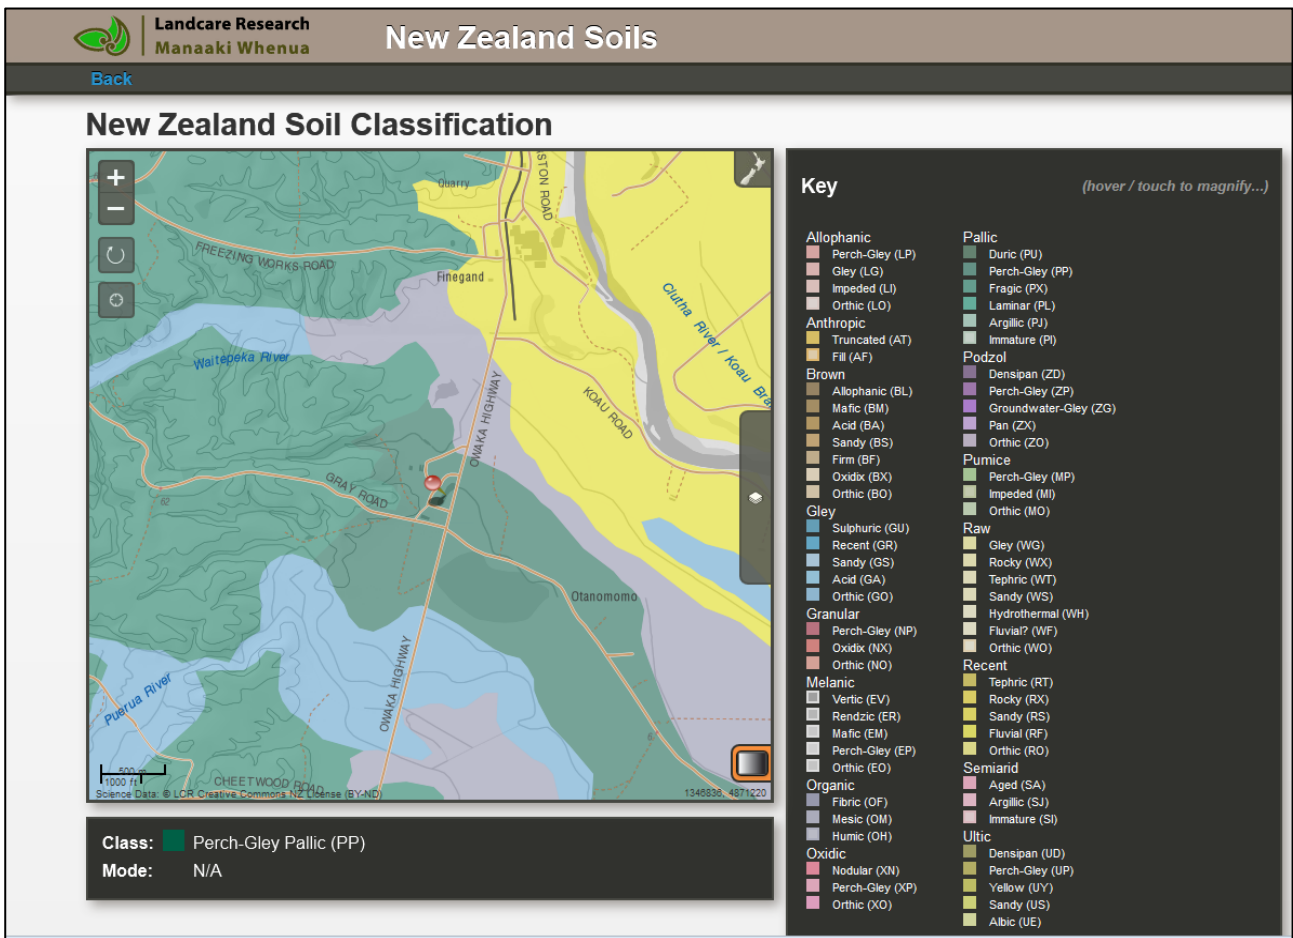 Landcare Research
Manaaki Whenua
New Zealand Soils
Back
New Zealand Soil Classification
+
−
Quarry
STON ROAD
FREEZING WORKS ROAD
Finegand
Clutha River / Koau Bra
Waitepeka River
OWAKA HIGHWAY
KOAU ROAD
GRAY ROAD
62
Otanomomo
OWAKA HIGHWAY
Puerua River
500 m
1000 ft
CHEETWOOD ROAD
Science Data: © LCR Creative Commons NZ License (BY-ND)
1346836, 4871220
Class: Perch-Gley Pallic (PP)
Mode: N/A
Key
(hover / touch to magnify...)
Allophanic
Perch-Gley (LP)
Gley (LG)
Impeded (LI)
Orthic (LO)
Anthropic
Truncated (AT)
Fill (AF)
Brown
Allophanic (BL)
Mafic (BM)
Acid (BA)
Sandy (BS)
Firm (BF)
Oxidix (BX)
Orthic (BO)
Gley
Sulphuric (GU)
Recent (GR)
Sandy (GS)
Acid (GA)
Orthic (GO)
Granular
Perch-Gley (NP)
Oxidix (NX)
Orthic (NO)
Melanic
Vertic (EV)
Rendzic (ER)
Mafic (EM)
Perch-Gley (EP)
Orthic (EO)
Organic
Fibric (OF)
Mesic (OM)
Humic (OH)
Oxidic
Nodular (XN)
Perch-Gley (XP)
Orthic (XO)
Pallic
Duric (PU)
Perch-Gley (PP)
Fragic (PX)
Laminar (PL)
Argillic (PJ)
Immature (PI)
Podzol
Densipan (ZD)
Perch-Gley (ZP)
Groundwater-Gley (ZG)
Pan (ZX)
Orthic (ZO)
Pumice
Perch-Gley (MP)
Impeded (MI)
Orthic (MO)
Raw
Gley (WG)
Rocky (WX)
Tephric (WT)
Sandy (WS)
Hydrothermal (WH)
Fluvial? (WF)
Orthic (WO)
Recent
Tephric (RT)
Rocky (RX)
Sandy (RS)
Fluvial (RF)
Orthic (RO)
Semiarid
Aged (SA)
Argillic (SJ)
Immature (SI)
Ultic
Densipan (UD)
Perch-Gley (UP)
Yellow (UY)
Sandy (US)
Albic (UE)